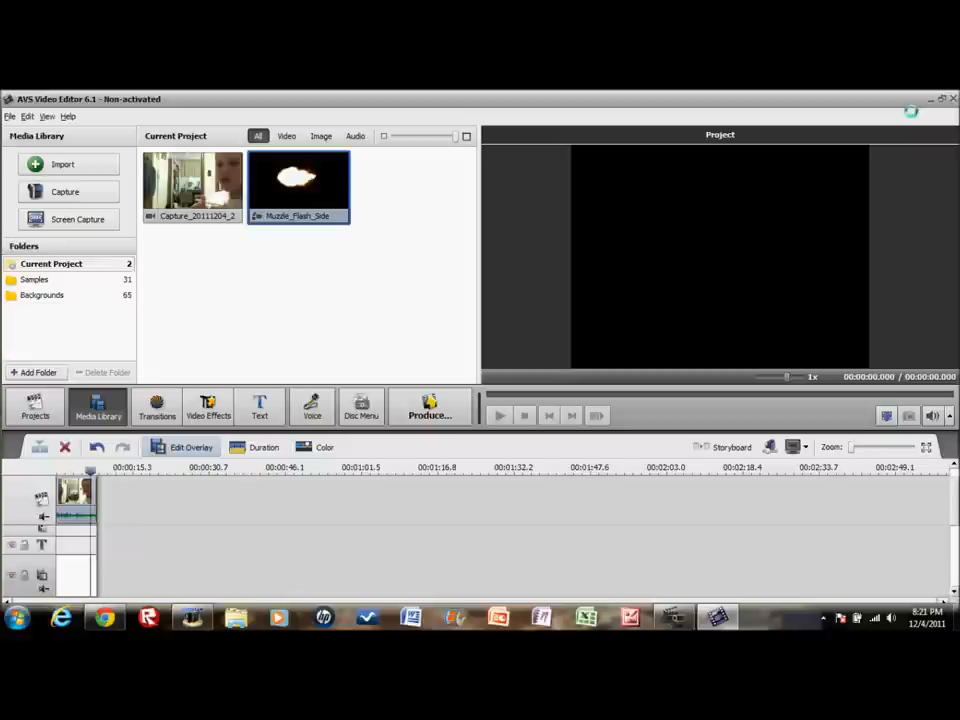 AVS Video Editor 6.1 - Non-activated
File Edit View Help
Media Library
Current Project
All
Video
Image
Audio
Project
Import
Capture
Screen Capture
Capture_20111204_2
Muzzle_Flash_Side
Folders
Current Project 2
Samples 31
Backgrounds 65
Add Folder
Delete Folder
1x
00:00:00.000 / 00:00:00.000
Projects
Media Library
Transitions
Video Effects
Text
Voice
Disc Menu
Produce...
Edit Overlay
Duration
Color
Storyboard
Zoom:
00:00:15.3 00:00:30.7 00:00:46.1 00:01:01.5 00:01:16.8 00:01:32.2 00:01:47.6 00:02:03.0 00:02:18.4 00:02:33.7 00:02:49.1
T
8:21 PM
12/4/2011